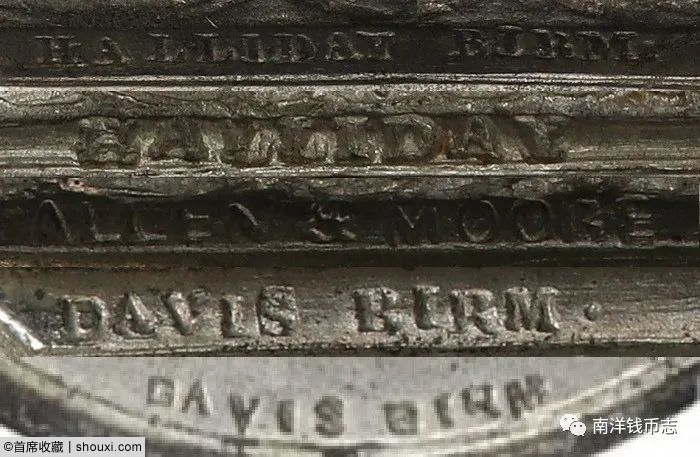 HALLIDAY BIRM.
HALLIDAY
ALLEN & MOORE
DAVIS BIRM.
DAVIS BIRM
南洋钱币志
@首席收藏 | shouxi.com